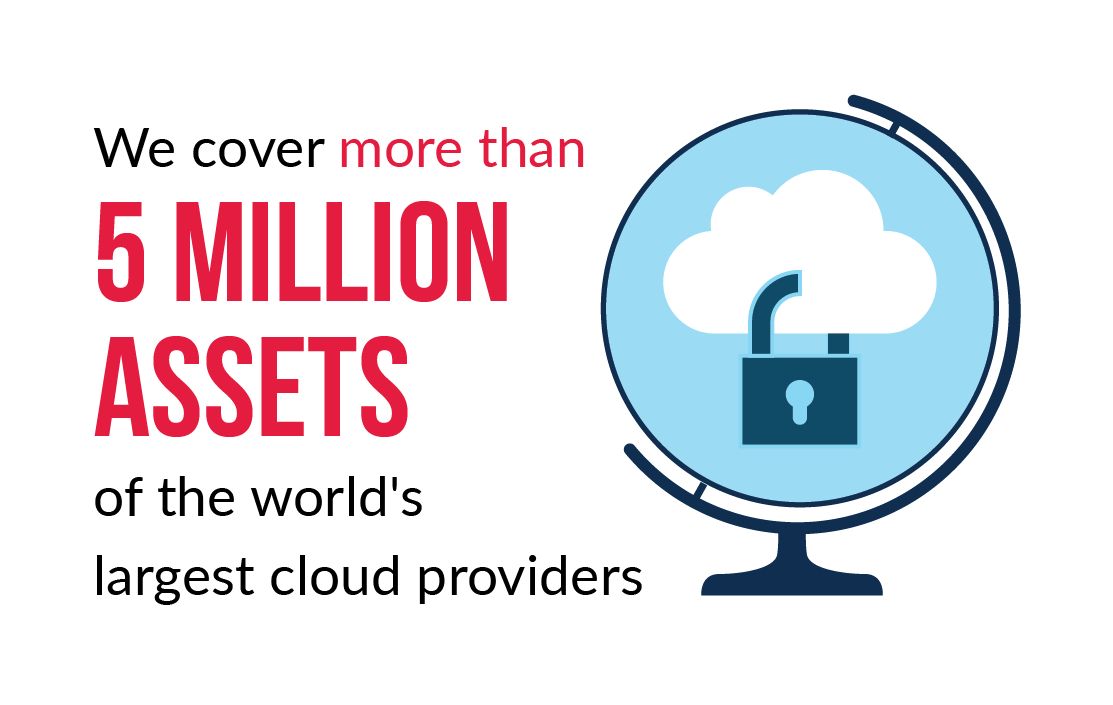 We cover more than
5 MILLION
ASSETS
of the world's
largest cloud providers